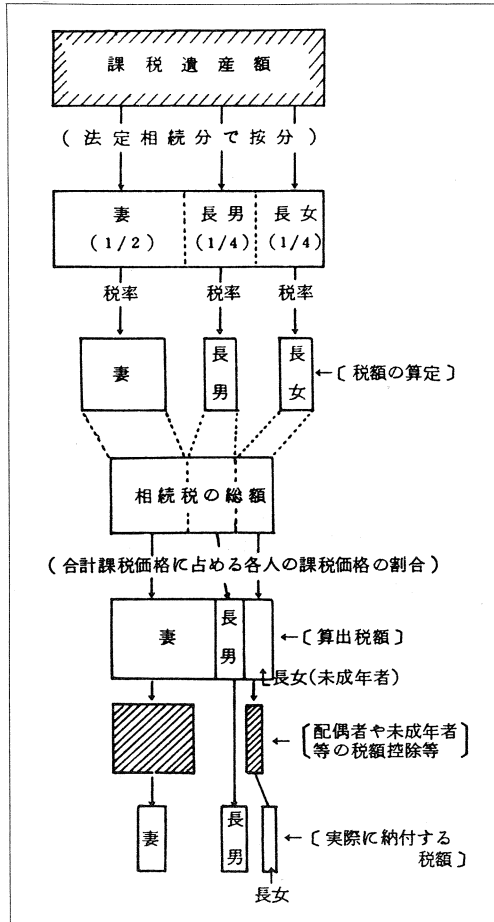 課税遺産額
(法定相続分で按分)
妻 長男 長女
(1/2) (1/4) (1/4)
税率 税率 税率
妻 長男 長女 ←〔税額の算定〕
相続税の総額
(合計課税価格に占める各人の課税価格の割合)
妻 長男 ←〔算出税額〕
長女(未成年者)
←〔配偶者や未成年者
等の税額控除等〕
妻 長男 ←〔実際に納付する
税額〕
長女